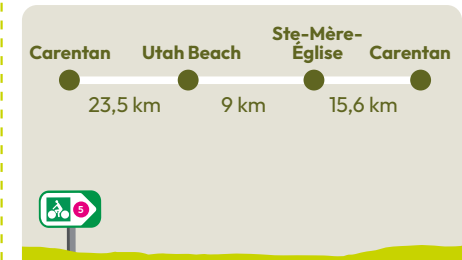 Carentan Utah Beach Ste-Mère-
Église Carentan
23,5 km 9 km 15,6 km
5